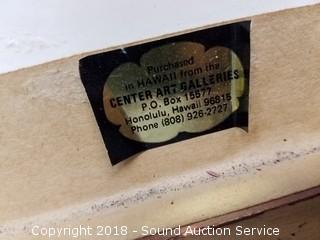 Purchased
in HAWAII from the
CENTER ART GALLERIES
P.O. Box 15577
Honolulu, Hawaii 96815
Phone (808) 926-2727
Copyright 2018 - Sound Auction Service